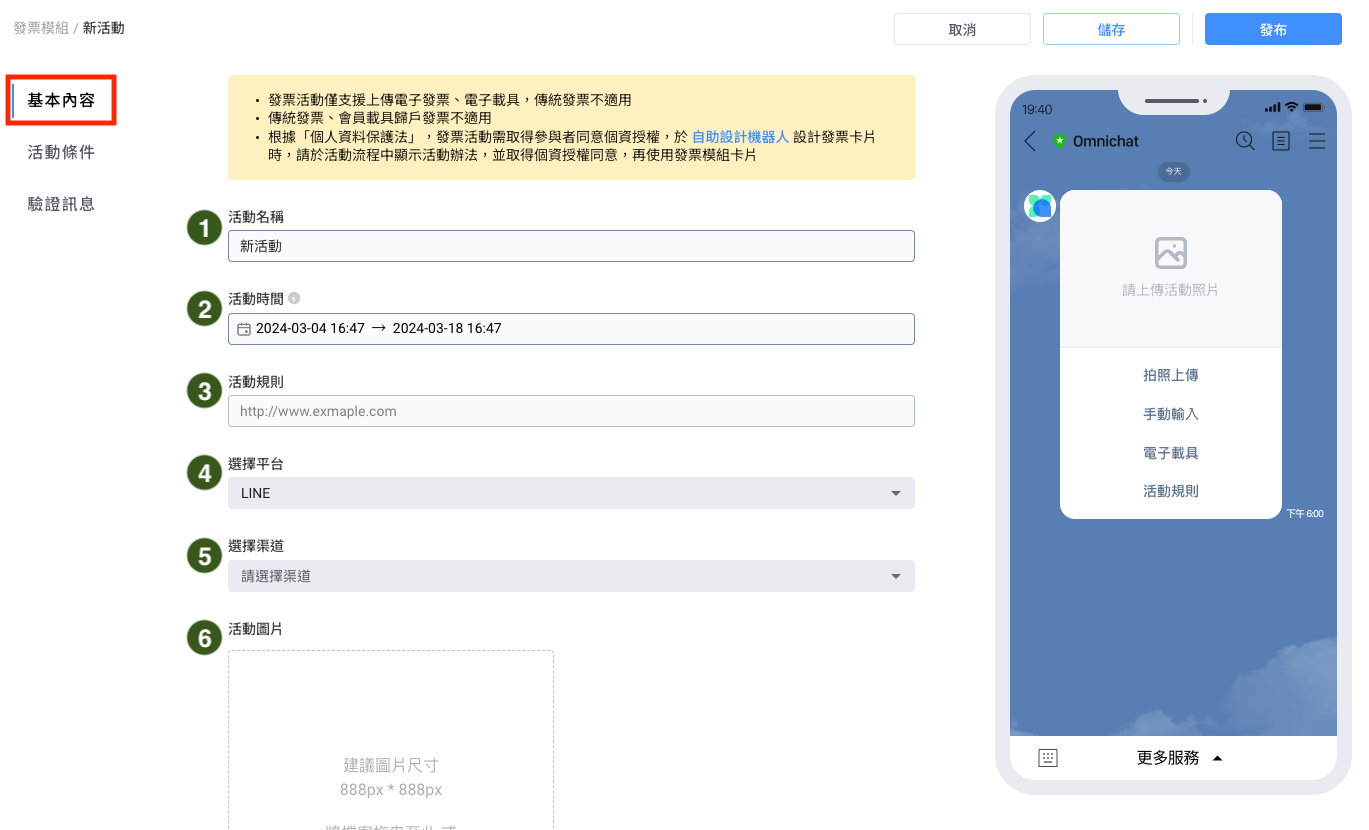 發票模組 / 新活動
取消
儲存
發布
基本內容
活動條件
驗證訊息
• 發票活動僅支援上傳電子發票、電子載具，傳統發票不適用
• 傳統發票、會員載具歸戶發票不適用
• 根據「個人資料保護法」，發票活動需取得參與者同意個資授權，於 自助設計機器人 設計發票卡片
時，請於活動流程中顯示活動辦法，並取得個資授權同意，再使用發票模組卡片
1 活動名稱
新活動
2 活動時間
2024-03-04 16:47 → 2024-03-18 16:47
3 活動規則
http://www.exmaple.com
4 選擇平台
LINE
5 選擇渠道
請選擇渠道
6 活動圖片
建議圖片尺寸
888px * 888px
19:40
Omnichat
今天
請上傳活動照片
拍照上傳
手動輸入
電子載具
活動規則
下午 6:00
更多服務